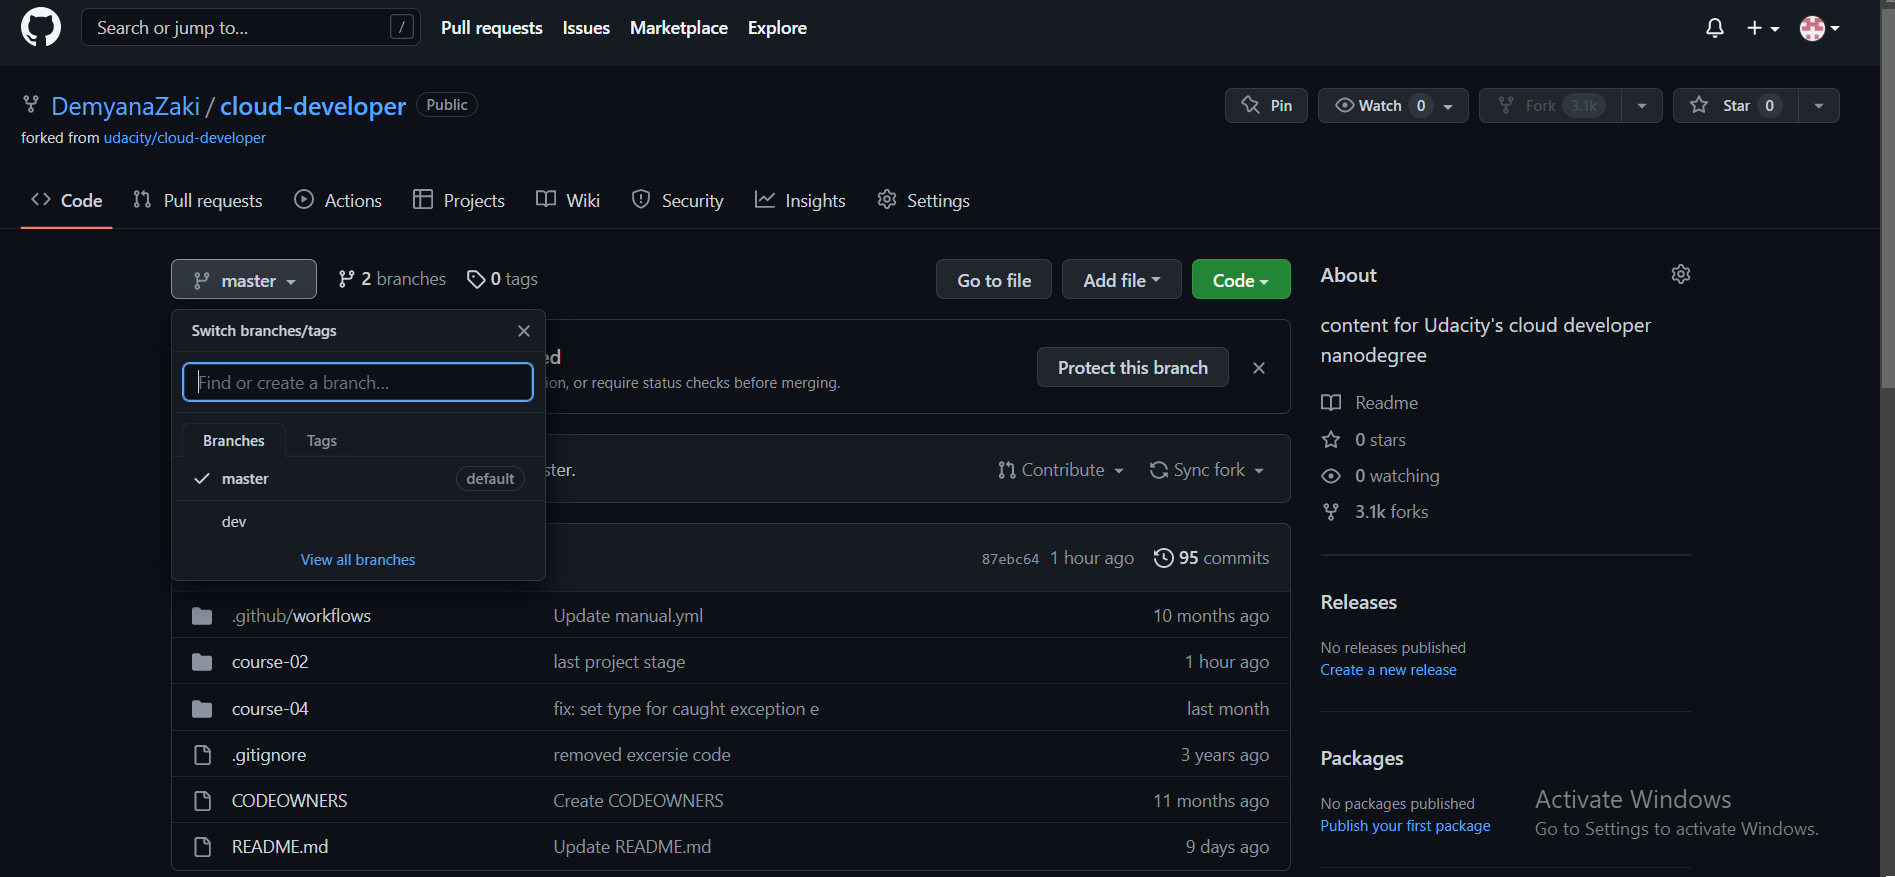 Search or jump to... /
Pull requests Issues Marketplace Explore
DemyanaZaki / cloud-developer Public
forked from udacity/cloud-developer
Pin
Watch 0
Fork 3.1k
Star 0
Code Pull requests Actions Projects Wiki Security Insights Settings
master 2 branches 0 tags
Go to file Add file Code
Switch branches/tags
Find or create a branch...
Branches Tags
master default
dev
View all branches
ed
ion, or require status checks before merging.
Protect this branch
ster.
Contribute Sync fork
87ebc64 1 hour ago 95 commits
.github/workflows Update manual.yml 10 months ago
course-02 last project stage 1 hour ago
course-04 fix: set type for caught exception e last month
.gitignore removed excersie code 3 years ago
CODEOWNERS Create CODEOWNERS 11 months ago
README.md Update README.md 9 days ago
About
content for Udacity's cloud developer
nanodegree
Readme
0 stars
0 watching
3.1k forks
Releases
No releases published
Create a new release
Packages
No packages published
Publish your first package
Activate Windows
Go to Settings to activate Windows.